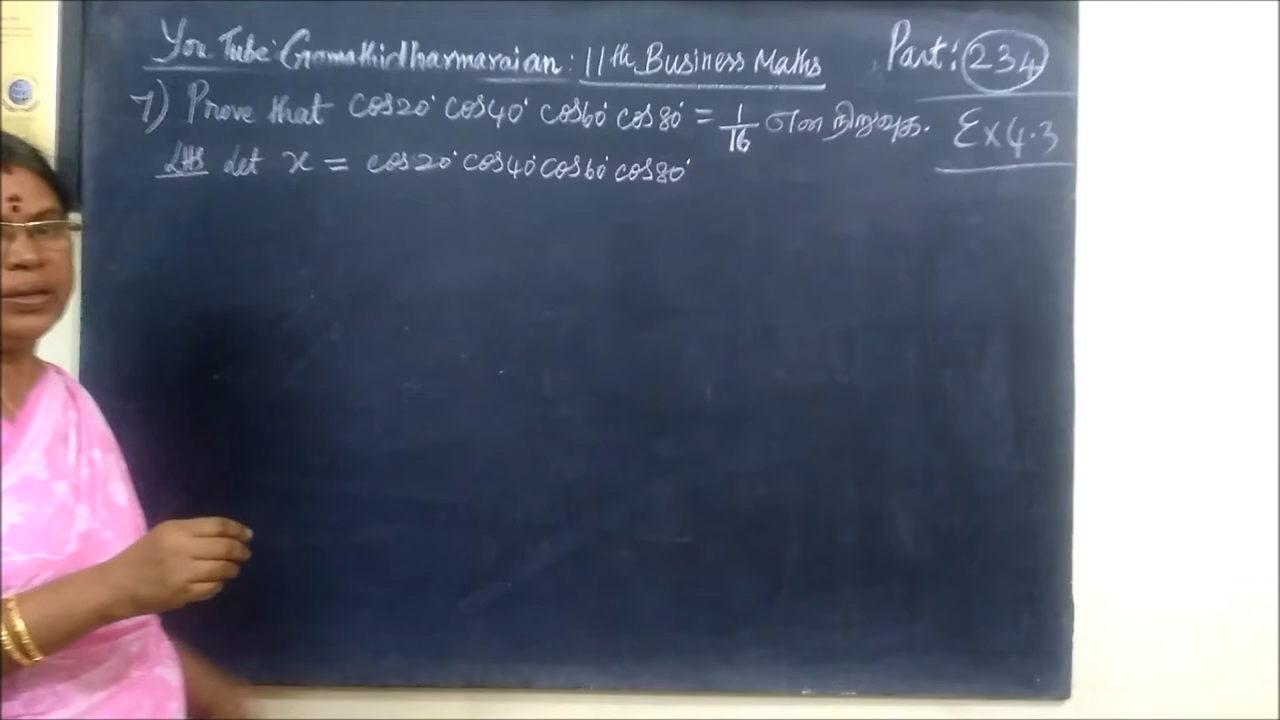 You Tube: Gomathidharmarajan: 11th Business Maths
Part: 234
7) Prove that cos20° cos40° cos60° cos80° = 1/16 என நிறுவுக.
Ex 4.3
LHS Let x = cos20° cos40° cos60° cos80°